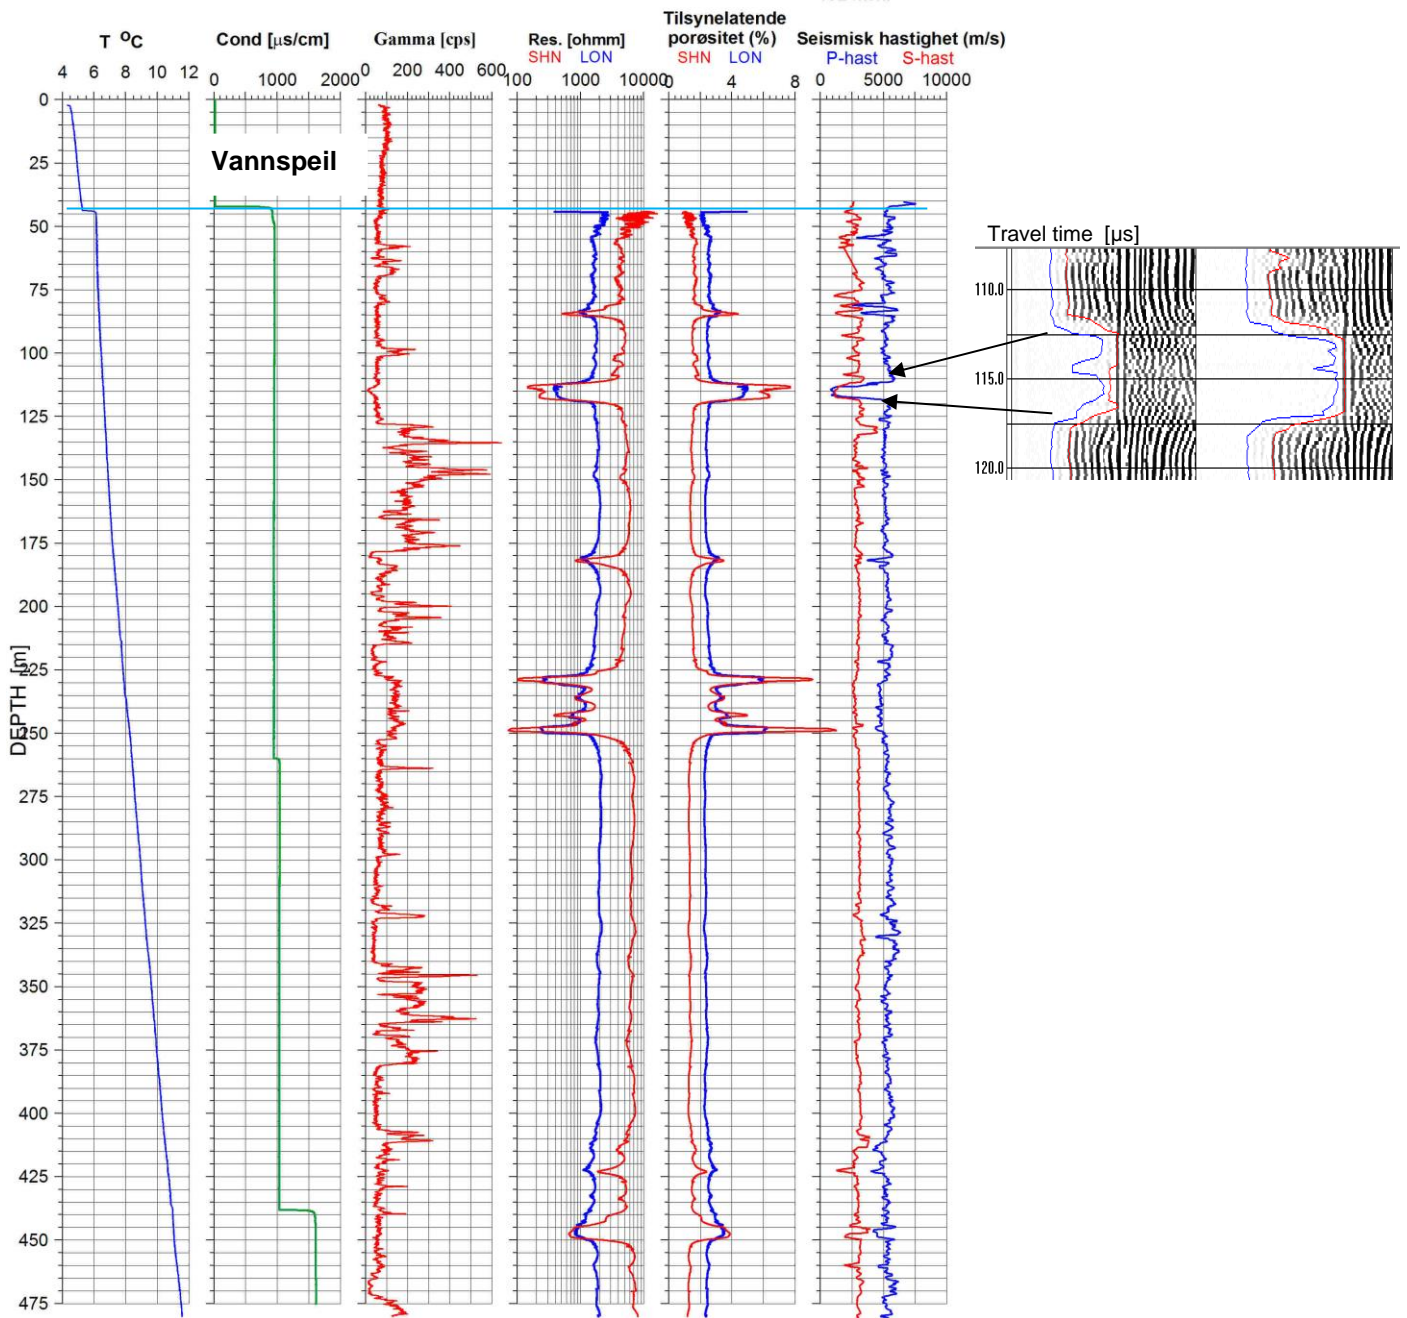 T °C
4 6 8 10 12
Cond [µs/cm]
0 1000 2000
Gamma [cps]
0 200 400 600
Res. [ohmm]
SHN LON
100 1000 10000
Tilsynelatende
porøsitet (%)
SHN LON
0 4 8
Seismisk hastighet (m/s)
P-hast S-hast
0 5000 10000
Vannspeil
DEPTH [m]
0
25
50
75
100
125
150
175
200
225
250
275
300
325
350
375
400
425
450
475
Travel time [µs]
110.0
115.0
120.0